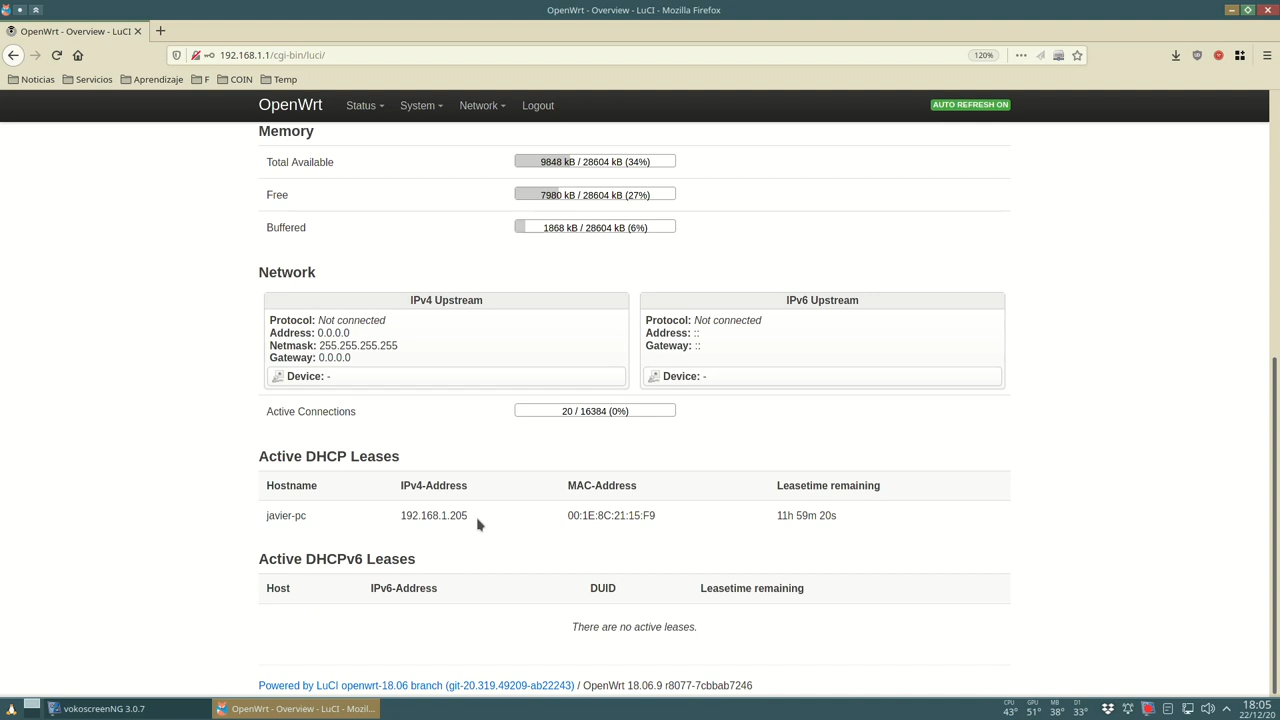 OpenWrt - Overview - LuCI - Mozilla Firefox
OpenWrt - Overview - LuCI
192.168.1.1/cgi-bin/luci/
120%
Noticias
Servicios
Aprendizaje
F
COIN
Temp
OpenWrt
Status
System
Network
Logout
AUTO REFRESH ON
Memory
Total Available
9848 kB / 28604 kB (34%)
Free
7980 kB / 28604 kB (27%)
Buffered
1868 kB / 28604 kB (6%)
Network
IPv4 Upstream
Protocol: Not connected
Address: 0.0.0.0
Netmask: 255.255.255.255
Gateway: 0.0.0.0
Device: -
IPv6 Upstream
Protocol: Not connected
Address: ::
Gateway: ::
Device: -
Active Connections
20 / 16384 (0%)
Active DHCP Leases
Hostname IPv4-Address MAC-Address Leasetime remaining
javier-pc 192.168.1.205 00:1E:8C:21:15:F9 11h 59m 20s
Active DHCPv6 Leases
Host IPv6-Address DUID Leasetime remaining
There are no active leases.
Powered by LuCI openwrt-18.06 branch (git-20.319.49209-ab22243) / OpenWrt 18.06.9 r8077-7cbbab7246
vokoscreenNG 3.0.7
OpenWrt - Overview - LuCI - Mozil...
CPU GPU MB D1
43° 51° 38° 33°
18:05
22/12/20